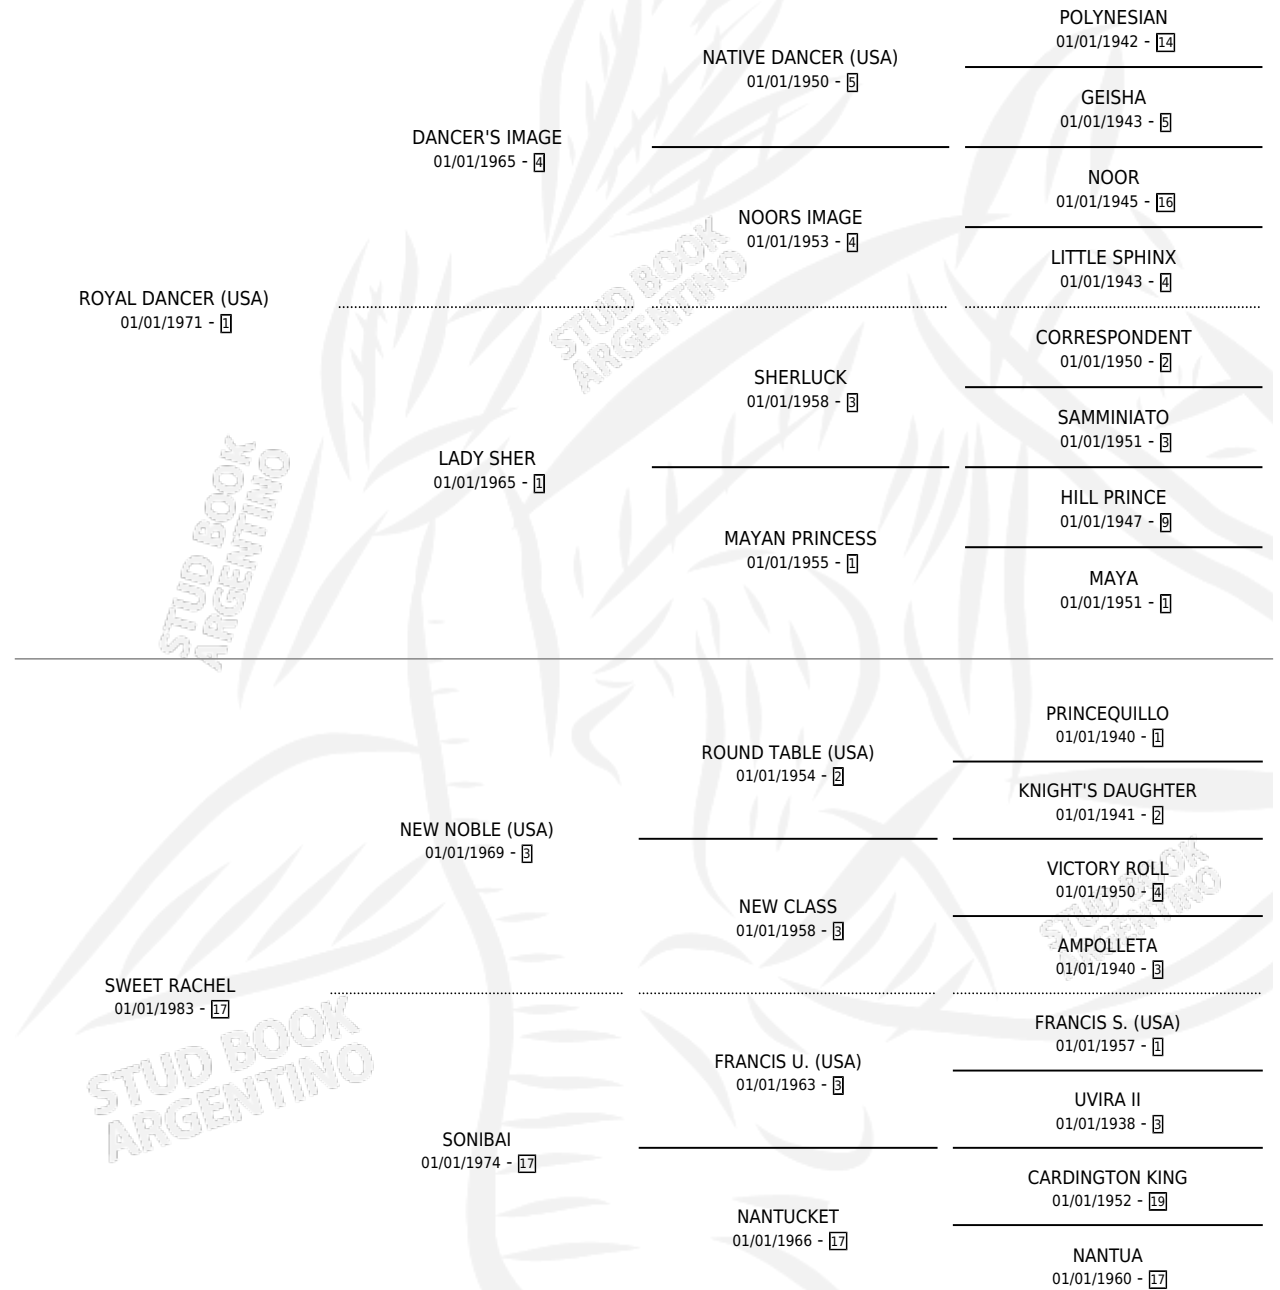 POLYNESIAN
01/01/1942 - 14
NATIVE DANCER (USA)
01/01/1950 - 5
GEISHA
01/01/1943 - 5
DANCER'S IMAGE
01/01/1965 - 4
NOOR
01/01/1945 - 16
NOORS IMAGE
01/01/1953 - 4
LITTLE SPHINX
01/01/1943 - 4
ROYAL DANCER (USA)
01/01/1971 - 1
STUD BOOK
ARGENTINO
CORRESPONDENT
01/01/1950 - 2
SHERLUCK
01/01/1958 - 3
SAMMINIATO
01/01/1951 - 3
LADY SHER
01/01/1965 - 1
HILL PRINCE
01/01/1947 - 9
MAYAN PRINCESS
01/01/1955 - 1
MAYA
01/01/1951 - 1
STUD BOOK
ARGENTINO
PRINCEQUILLO
01/01/1940 - 1
ROUND TABLE (USA)
01/01/1954 - 2
KNIGHT'S DAUGHTER
01/01/1941 - 2
NEW NOBLE (USA)
01/01/1969 - 3
VICTORY ROLL
01/01/1950 - 4
NEW CLASS
01/01/1958 - 3
AMPOLLETA
01/01/1940 - 3
STUD BOOK
ARGENTINO
SWEET RACHEL
01/01/1983 - 17
FRANCIS S. (USA)
01/01/1957 - 1
FRANCIS U. (USA)
01/01/1963 - 3
UVIRA II
01/01/1938 - 3
STUD BOOK
ARGENTINO
SONIBAI
01/01/1974 - 17
CARDINGTON KING
01/01/1952 - 19
NANTUCKET
01/01/1966 - 17
NANTUA
01/01/1960 - 17